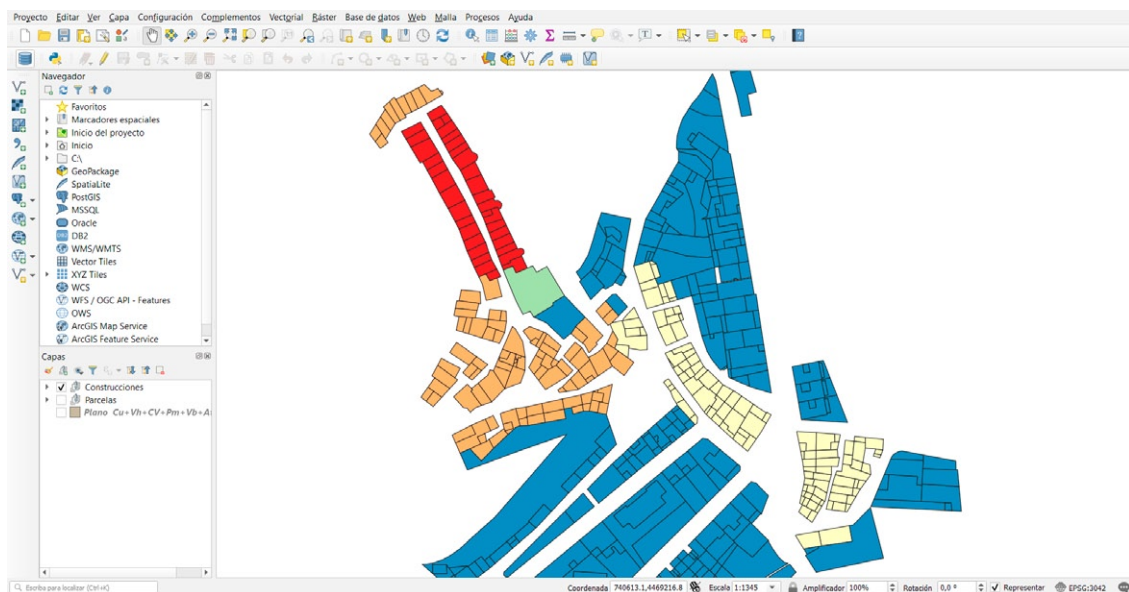 Proyecto Editar Ver Capa Configuración Complementos Vectorial Ráster Base de datos Web Malla Procesos Ayuda
Navegador
Favoritos
Marcadores espaciales
Inicio del proyecto
Inicio
C:\
GeoPackage
SpatiaLite
PostGIS
MSSQL
Oracle
DB2
WMS/WMTS
Vector Tiles
XYZ Tiles
WCS
WFS / OGC API - Features
OWS
ArcGIS Map Service
ArcGIS Feature Service
Capas
Construcciones
Parcelas
Plano Cu+Vh+CV+Pm+Vb+A
Escriba para localizar (Ctrl+K)
Coordenada 740613.1,4469216.8 Escala 1:1345 Amplificador 100% Rotación 0,0 ° Representar EPSG:3042